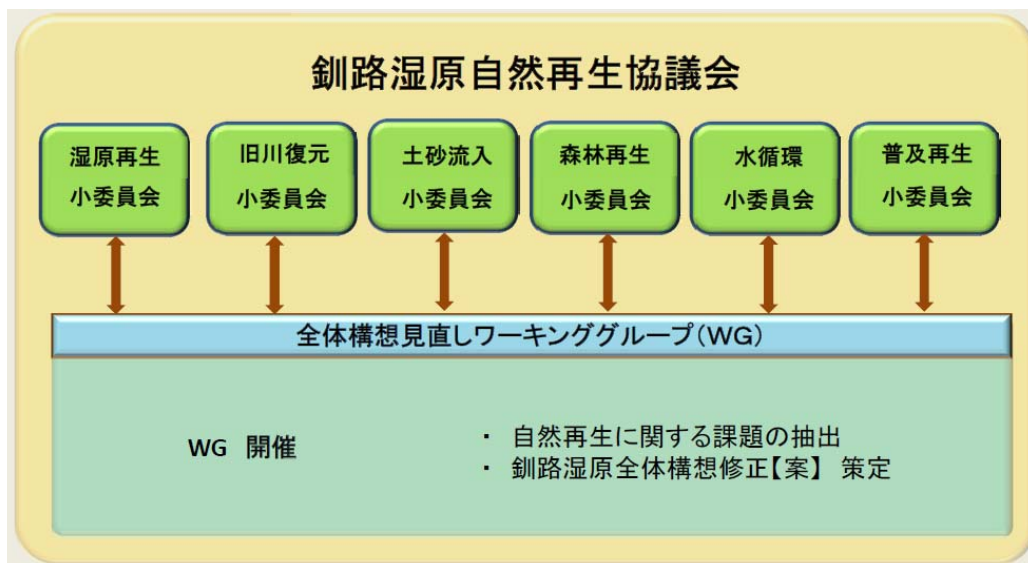 釧路湿原自然再生協議会
湿原再生
小委員会
旧川復元
小委員会
土砂流入
小委員会
森林再生
小委員会
水循環
小委員会
普及再生
小委員会
全体構想見直しワーキンググループ(WG)
WG 開催
・ 自然再生に関する課題の抽出
・ 釧路湿原全体構想修正【案】 策定